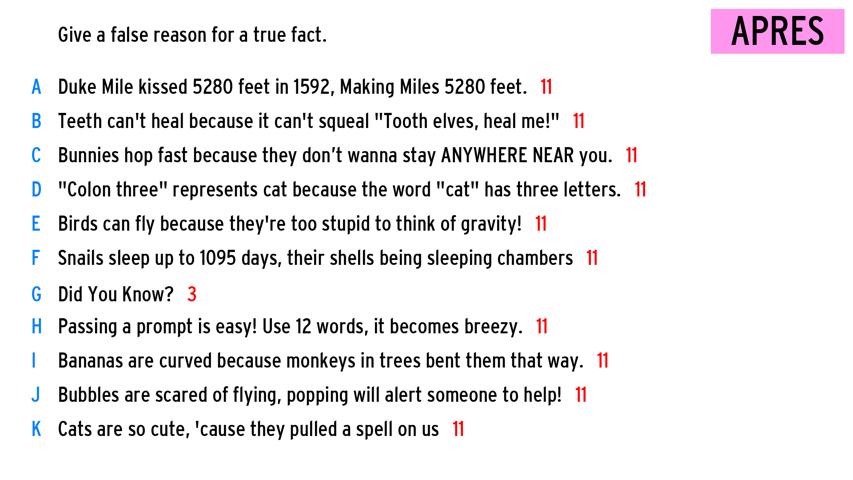 Give a false reason for a true fact.
APRES
A Duke Mile kissed 5280 feet in 1592, Making Miles 5280 feet. 11
B Teeth can't heal because it can't squeal "Tooth elves, heal me!" 11
C Bunnies hop fast because they don’t wanna stay ANYWHERE NEAR you. 11
D "Colon three" represents cat because the word "cat" has three letters. 11
E Birds can fly because they're too stupid to think of gravity! 11
F Snails sleep up to 1095 days, their shells being sleeping chambers 11
G Did You Know? 3
H Passing a prompt is easy! Use 12 words, it becomes breezy. 11
I Bananas are curved because monkeys in trees bent them that way. 11
J Bubbles are scared of flying, popping will alert someone to help! 11
K Cats are so cute, 'cause they pulled a spell on us 11